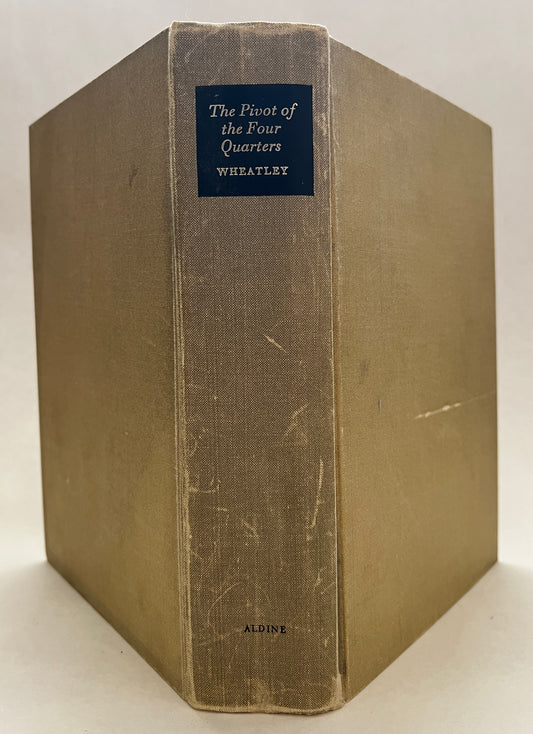 The Pivot of
the Four
Quarters
WHEATLEY
ALDINE